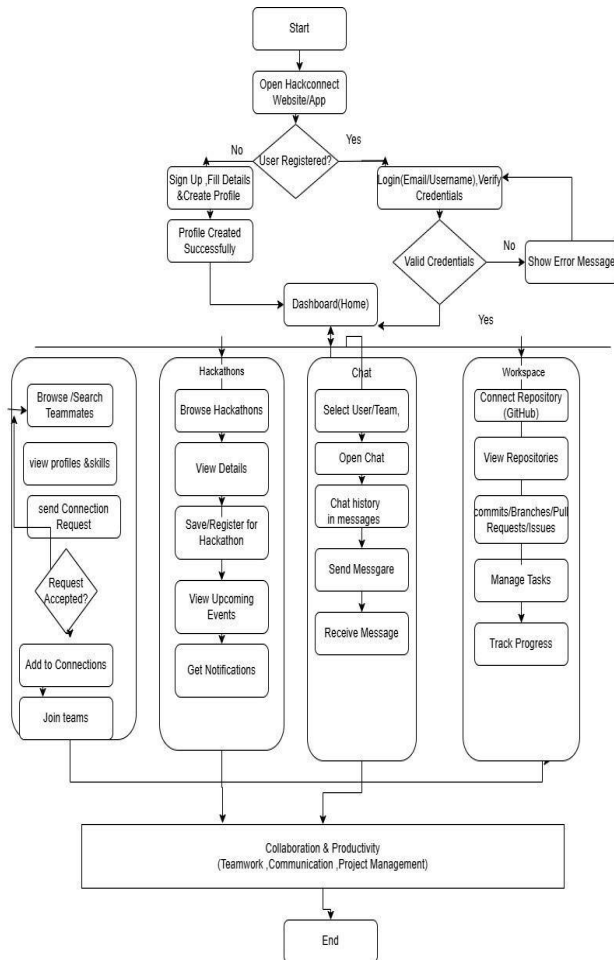 Start
Open Hackconnect
Website/App
User Registered?
No
Yes
Sign Up ,Fill Details
&Create Profile
Login(Email/Username),Verify
Credentials
Profile Created
Successfully
Valid Credentials
No
Show Error Message
Yes
Dashboard(Home)
Browse /Search
Teammates
view profiles &skills
send Connection
Request
Request
Accepted?
Add to Connections
Join teams
Hackathons
Browse Hackathons
View Details
Save/Register for
Hackathon
View Upcoming
Events
Get Notifications
Chat
Select User/Team,
Open Chat
Chat history
in messages
Send Messgare
Receive Message
Workspace
Connect Repository
(GitHub)
View Repositories
commits/Branches/Pull
Requests/Issues
Manage Tasks
Track Progress
Collaboration & Productivity
(Teamwork ,Communication ,Project Management)
End